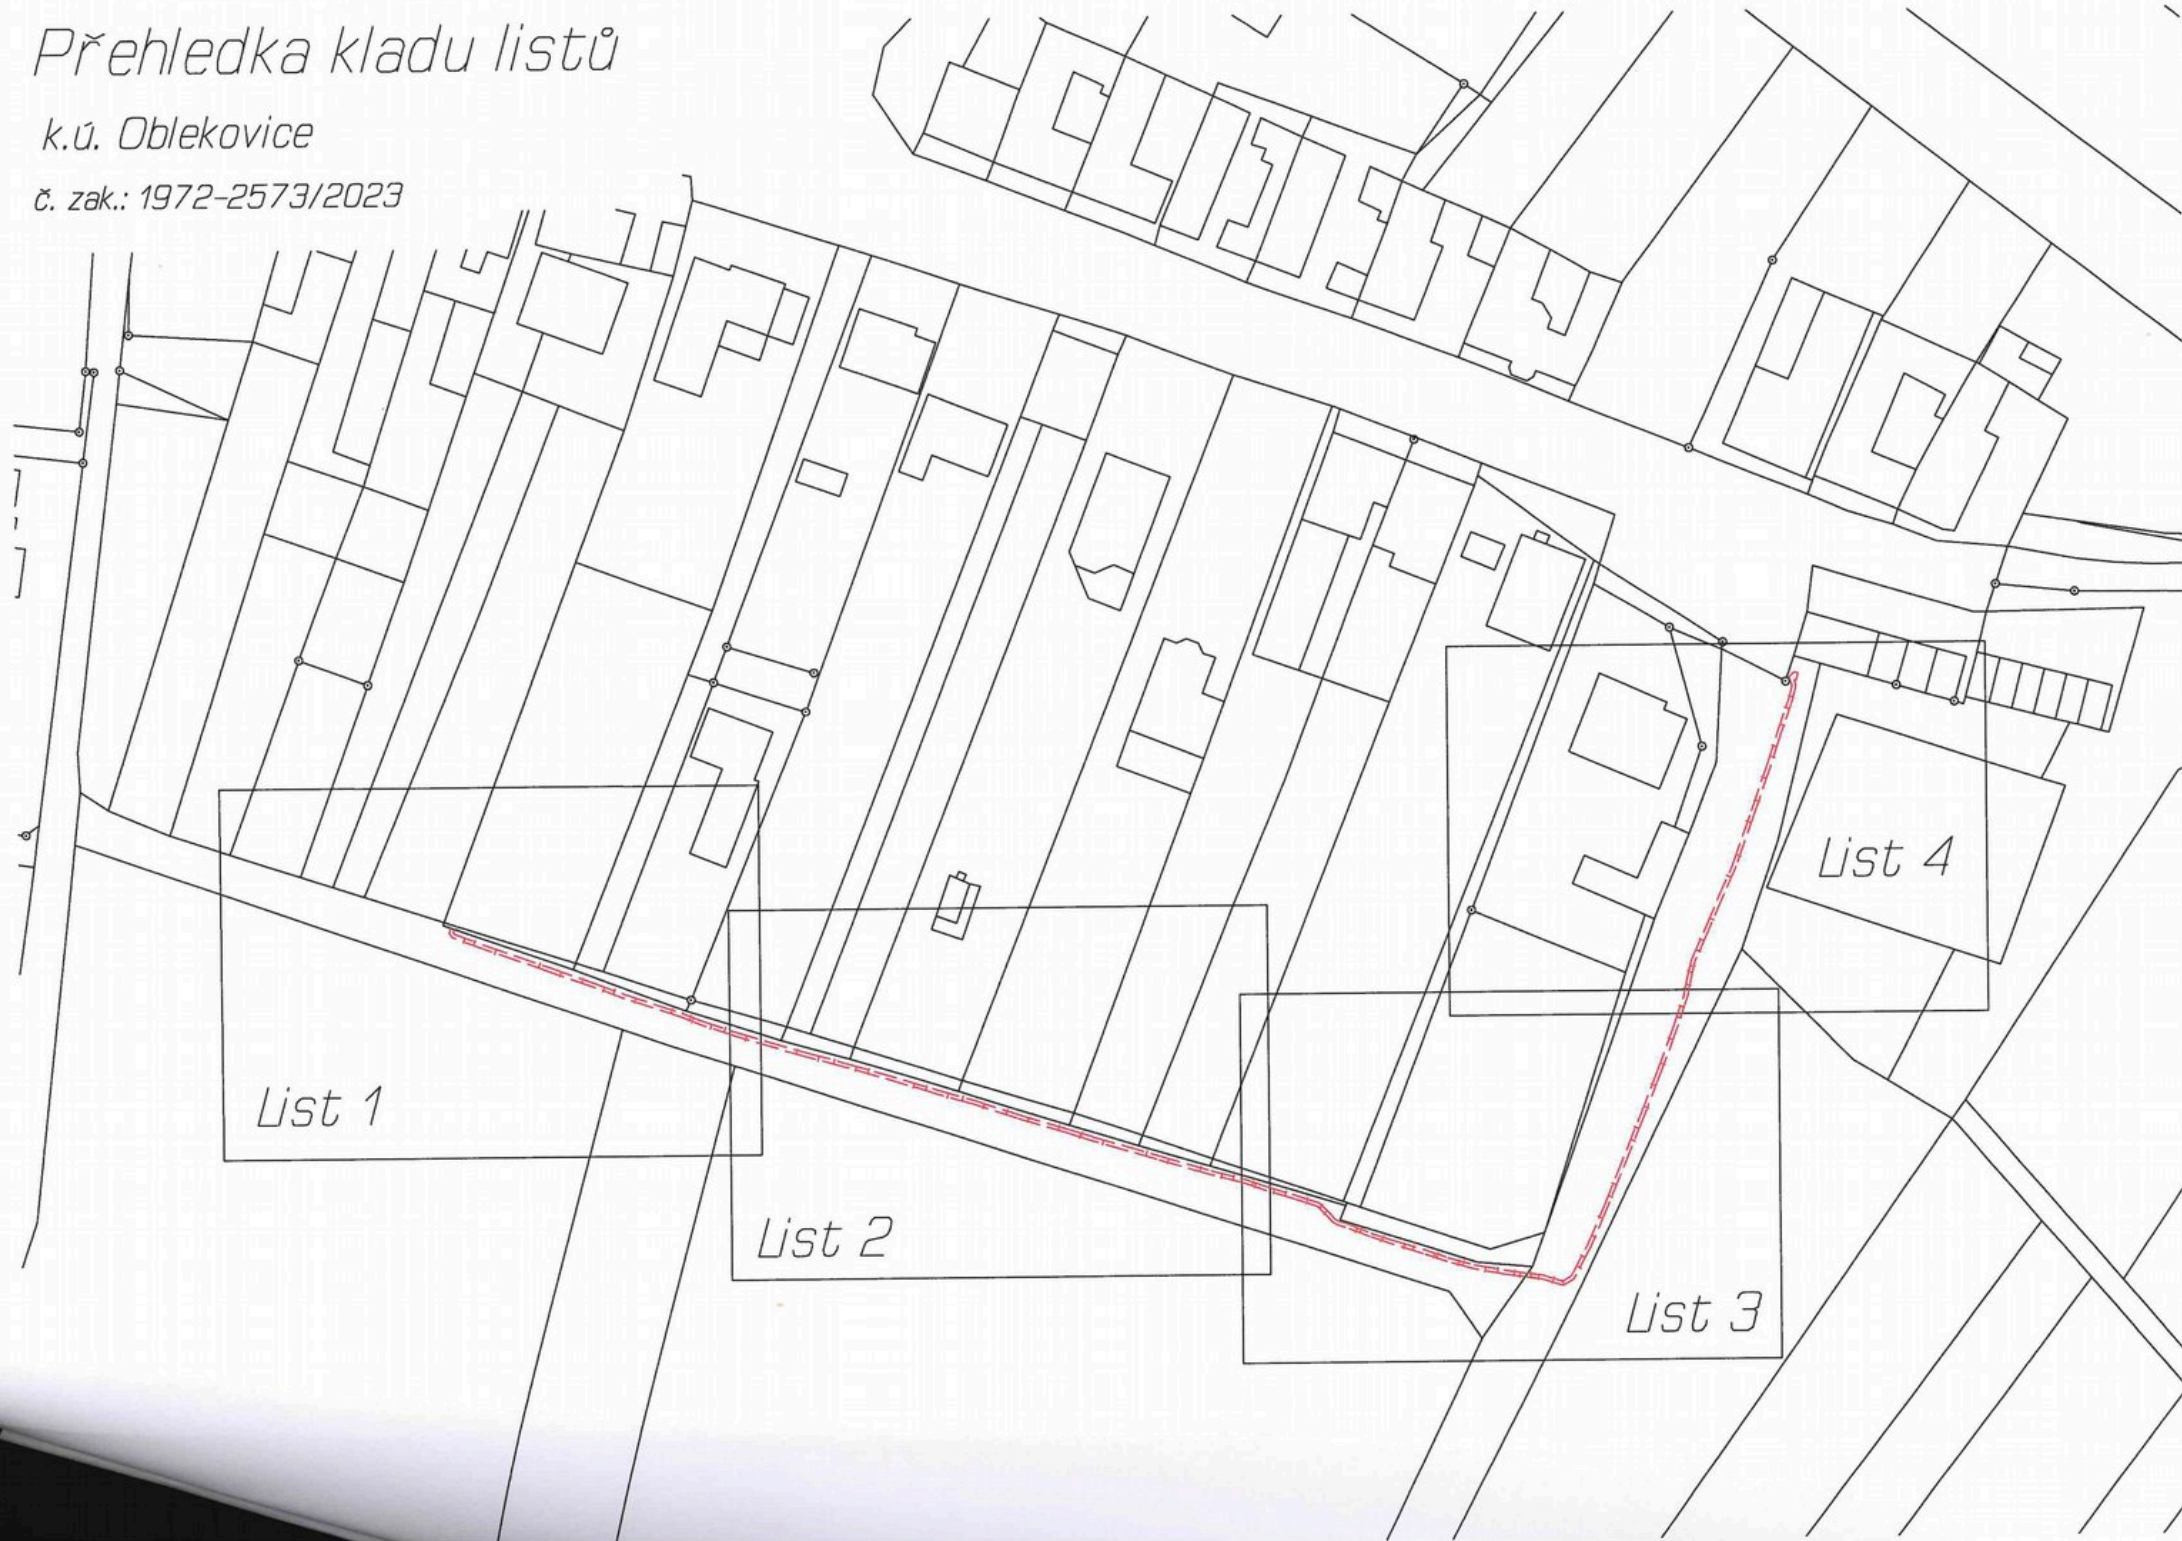 Přehledka kladu listů
k.ú. Oblekovice
č. zak.: 1972-2573/2023
List 4
List 1
List 2
List 3